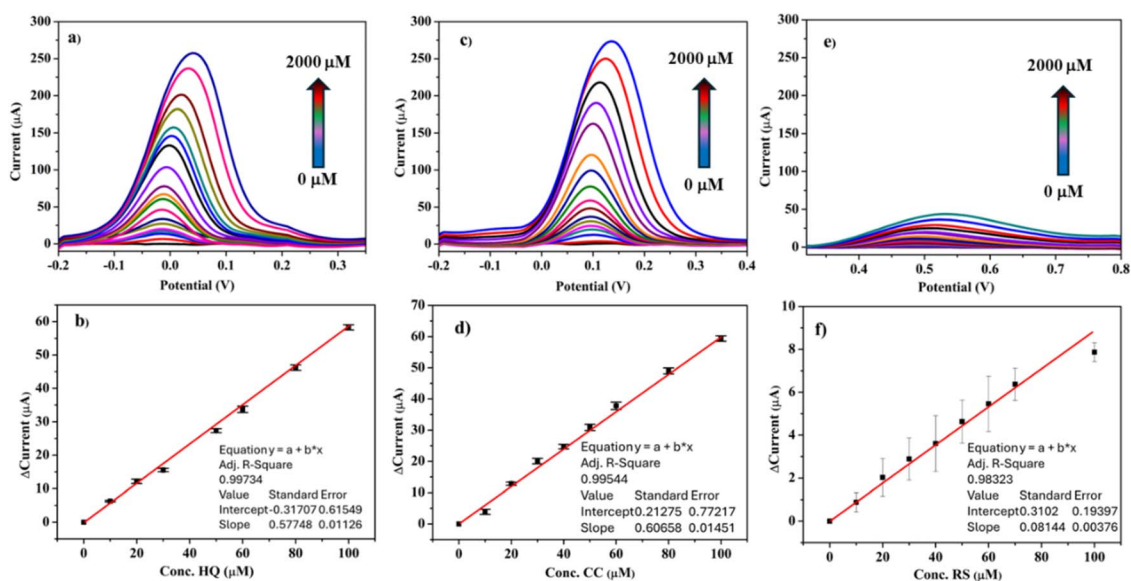 a)
2000 μM
0 μM
Current (μA)
300
250
200
150
100
50
0
-0.2
-0.1
0.0
0.1
0.2
0.3
Potential (V)
c)
2000 μM
0 μM
Current (μA)
300
250
200
150
100
50
0
-0.2
-0.1
0.0
0.1
0.2
0.3
0.4
Potential (V)
e)
2000 μM
0 μM
Current (μA)
300
250
200
150
100
50
0
0.4
0.5
0.6
0.7
0.8
Potential (V)
b)
ΔCurrent (μA)
60
50
40
30
20
10
0
0
20
40
60
80
100
Conc. HQ (μM)
Equation y = a + b*x
Adj. R-Square
0.99734
Value Standard Error
Intercept-0.31707 0.61549
Slope 0.57748 0.01126
d)
ΔCurrent (μA)
70
60
50
40
30
20
10
0
0
20
40
60
80
100
Conc. CC (μM)
Equation y = a + b*x
Adj. R-Square
0.99544
Value Standard Error
Intercept0.21275 0.77217
Slope 0.60658 0.01451
f)
ΔCurrent (μA)
10
8
6
4
2
0
0
20
40
60
80
100
Conc. RS (μM)
Equation y = a + b*x
Adj. R-Square
0.98323
Value Standard Error
Intercept0.3102 0.19397
Slope 0.08144 0.00376